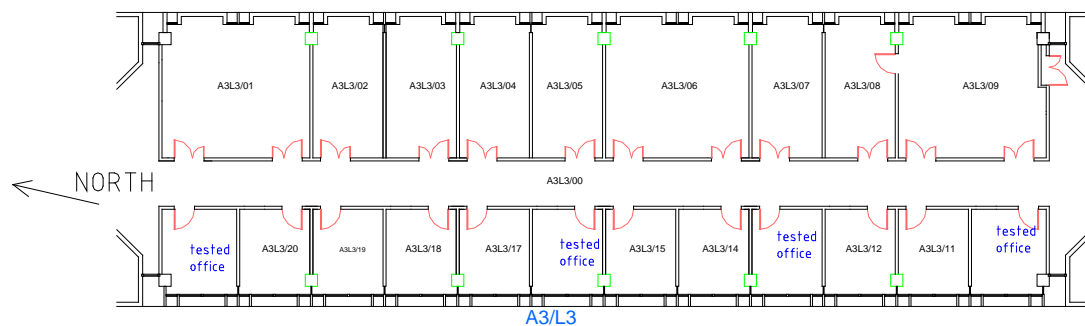 A3L3/01
A3L3/02
A3L3/03
A3L3/04
A3L3/05
A3L3/06
A3L3/07
A3L3/08
A3L3/09
NORTH
A3L3/00
tested
office
A3L3/20
A3L3/19
A3L3/18
A3L3/17
tested
office
A3L3/15
A3L3/14
tested
office
A3L3/12
A3L3/11
tested
office
A3/L3